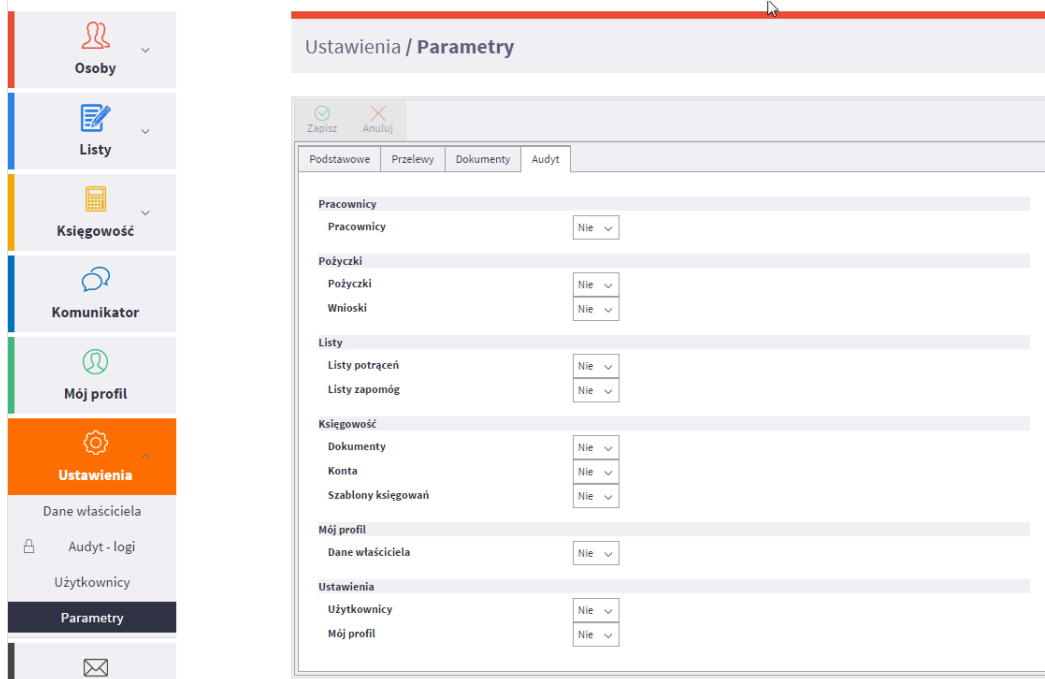 Osoby
Listy
Księgowość
Komunikator
Mój profil
Ustawienia
Dane właściciela
Audyt - logi
Użytkownicy
Parametry
Ustawienia / Parametry
Zapisz Anuluj
Podstawowe Przelewy Dokumenty Audyt
Pracownicy
Pracownicy Nie
Pożyczki
Pożyczki Nie
Wnioski Nie
Listy
Listy potrąceń Nie
Listy zapomóg Nie
Księgowość
Dokumenty Nie
Konta Nie
Szablony księgowań Nie
Mój profil
Dane właściciela Nie
Ustawienia
Użytkownicy Nie
Mój profil Nie